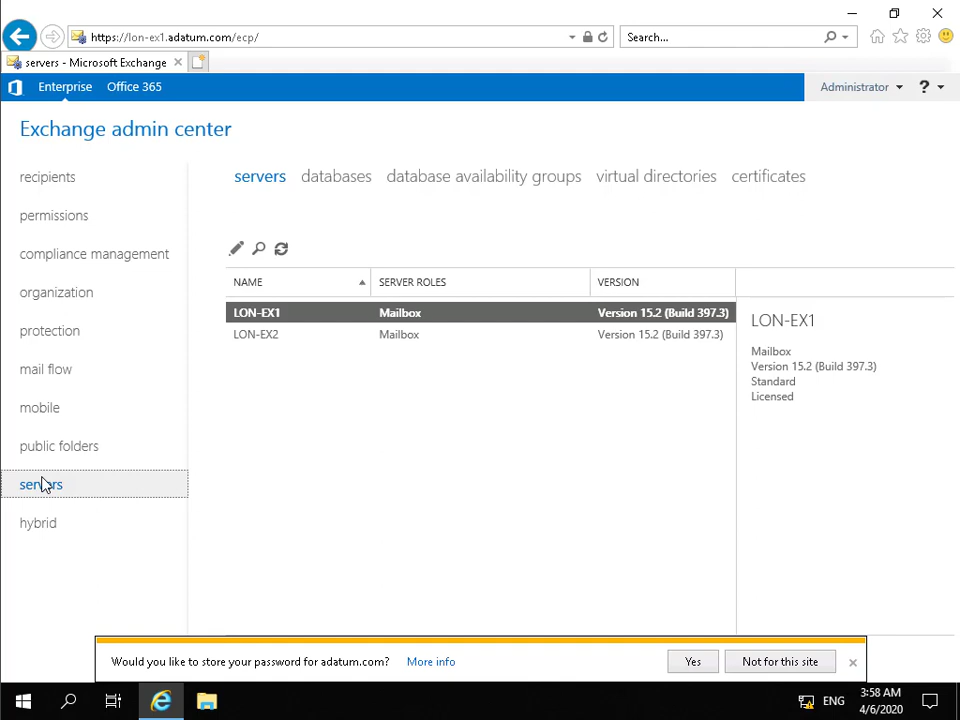 https://lon-ex1.adatum.com/ecp/
Search...
servers - Microsoft Exchange
Enterprise
Office 365
Administrator
?
Exchange admin center
recipients
permissions
compliance management
organization
protection
mail flow
mobile
public folders
servers
hybrid
servers databases database availability groups virtual directories certificates
NAME SERVER ROLES VERSION
LON-EX1 Mailbox Version 15.2 (Build 397.3)
LON-EX2 Mailbox Version 15.2 (Build 397.3)
LON-EX1
Mailbox
Version 15.2 (Build 397.3)
Standard
Licensed
Would you like to store your password for adatum.com? More info Yes Not for this site
ENG
3:58 AM
4/6/2020